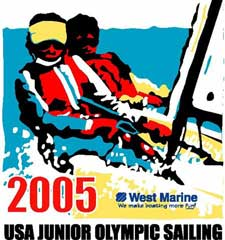 2005
West Marine
We make boating more fun!
USA JUNIOR OLYMPIC SAILING